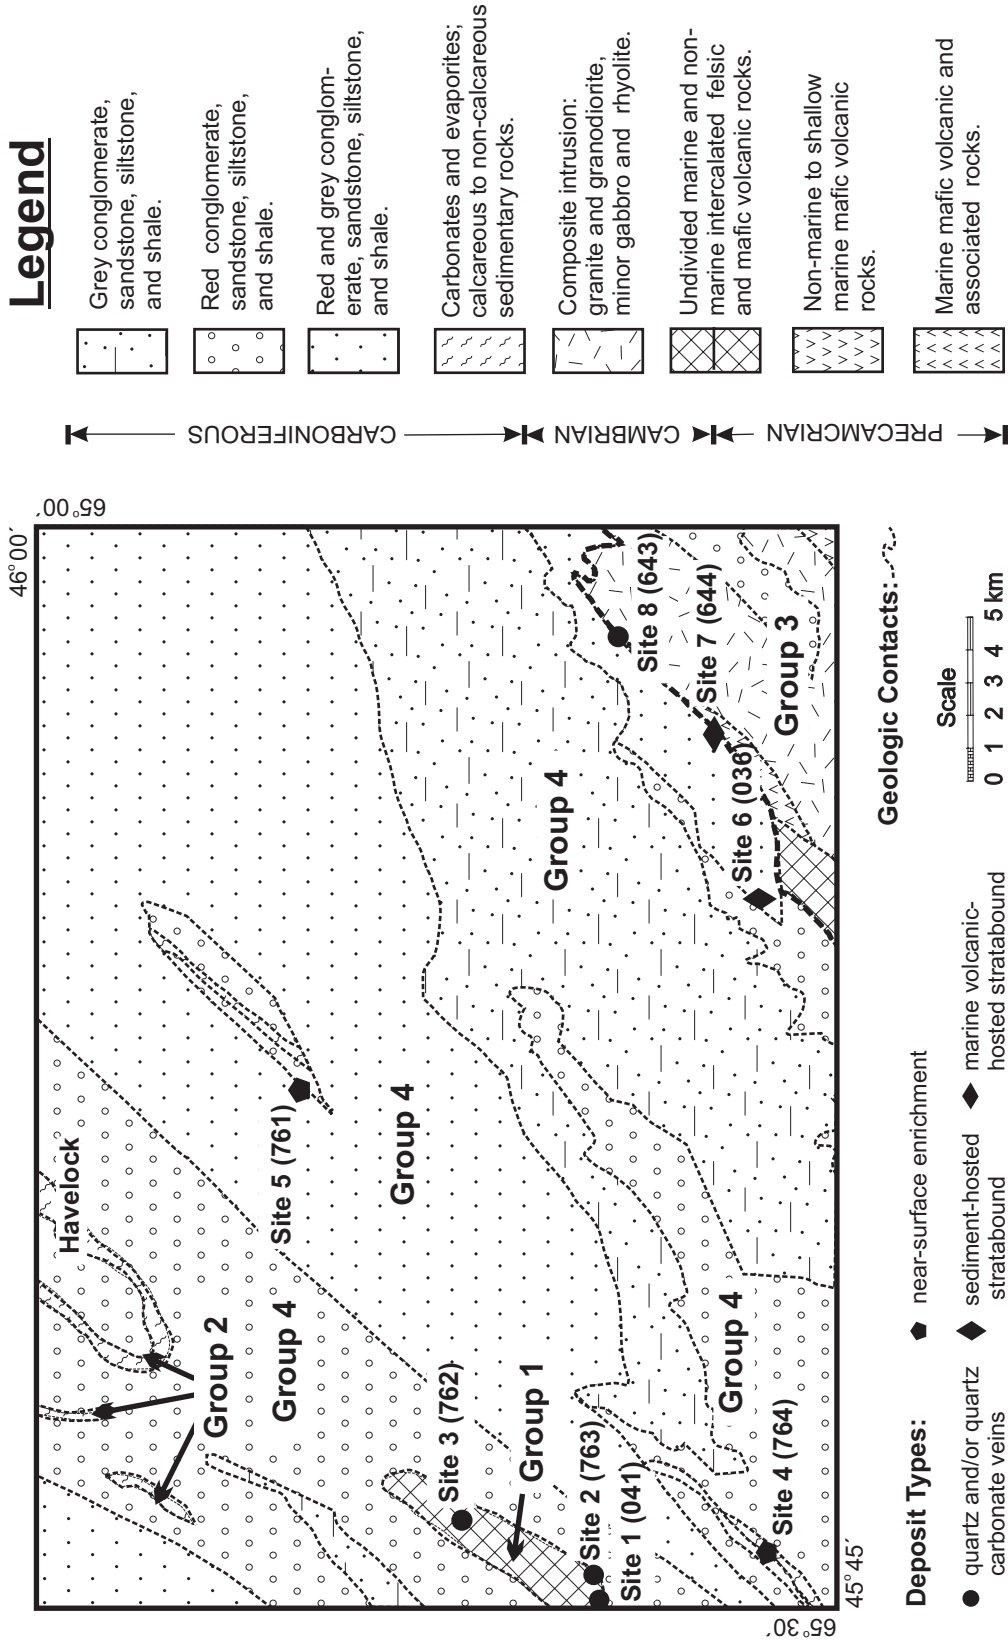 Legend
Grey conglomerate,
sandstone, siltstone,
and shale.
Red conglomerate,
sandstone, siltstone,
and shale.
Red and grey conglom-
erate, sandstone, siltstone,
and shale.
Carbonates and evaporites;
calcareous to non-calcareous
sedimentary rocks.
Composite intrusion:
granite and granodiorite,
minor gabbro and rhyolite.
Undivided marine and non-
marine intercalated felsic
and mafic volcanic rocks.
Non-marine to shallow
marine mafic volcanic
rocks.
Marine mafic volcanic and
associated rocks.
CARBONIFEROUS
CAMBRIAN
PRECAMCRIAN
46°00´
65°00´
Havelock
Group 2
Group 4
Site 5 (761)
Group 4
Site 3 (762)
Group 1
Group 4
Site 2 (763)
Site 1 (041)
Site 8 (643)
Site 7 (644)
Group 3
Site 6 (036)
Group 4
Site 4 (764)
45°45´
65°30´
Deposit Types:
quartz and/or quartz
carbonate veins
near-surface enrichment
sediment-hosted
stratabound
marine volcanic-
hosted stratabound
Geologic Contacts:
Scale
0 1 2 3 4 5 km